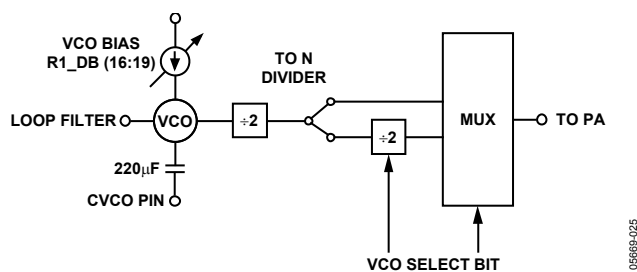 VCO BIAS
R1_DB (16:19)
TO N
DIVIDER
LOOP FILTER
VCO
÷2
÷2
MUX
TO PA
220µF
CVCO PIN
VCO SELECT BIT
05669-025